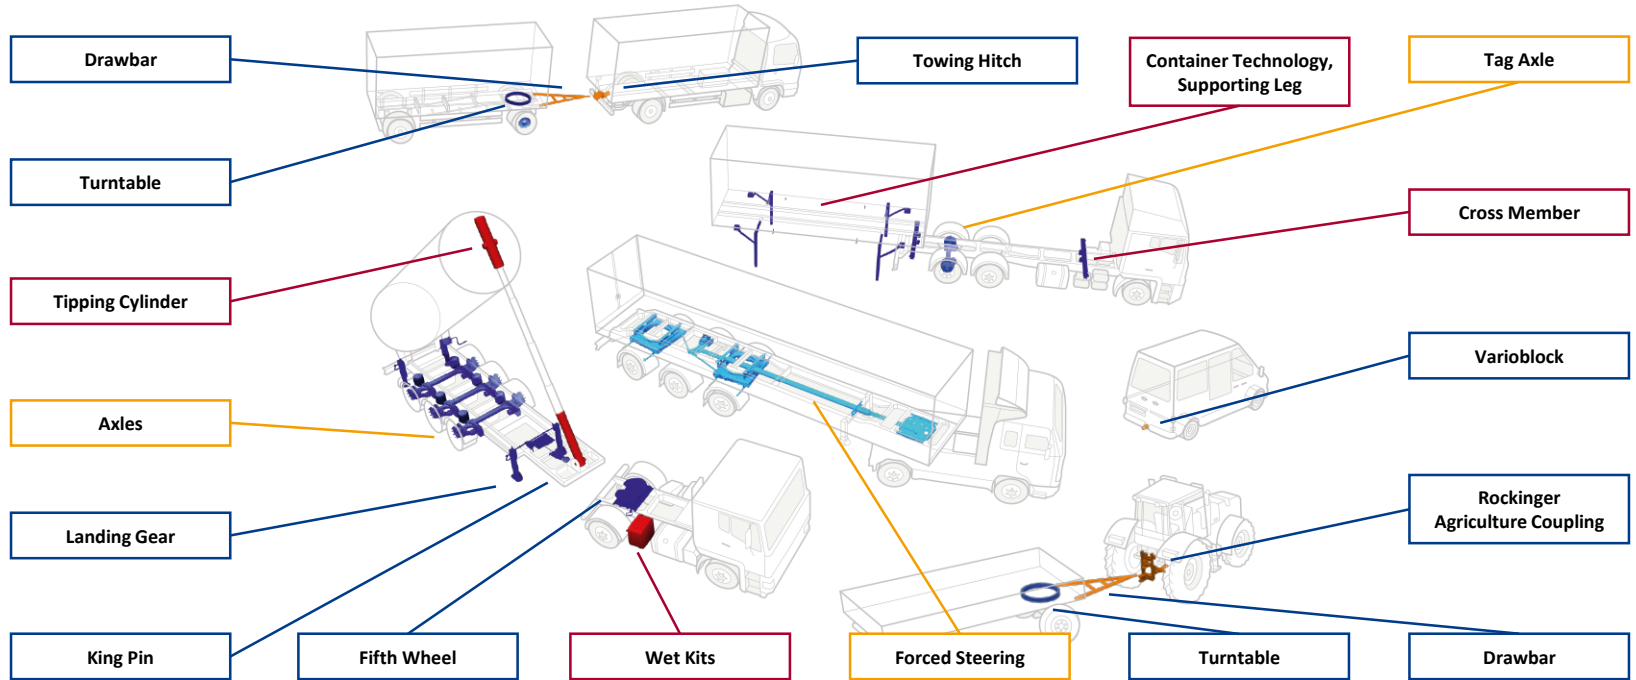 Drawbar
Towing Hitch
Container Technology,
Supporting Leg
Tag Axle
Turntable
Cross Member
Tipping Cylinder
Varioblock
Axles
Landing Gear
Rockinger
Agriculture Coupling
King Pin
Fifth Wheel
Wet Kits
Forced Steering
Turntable
Drawbar